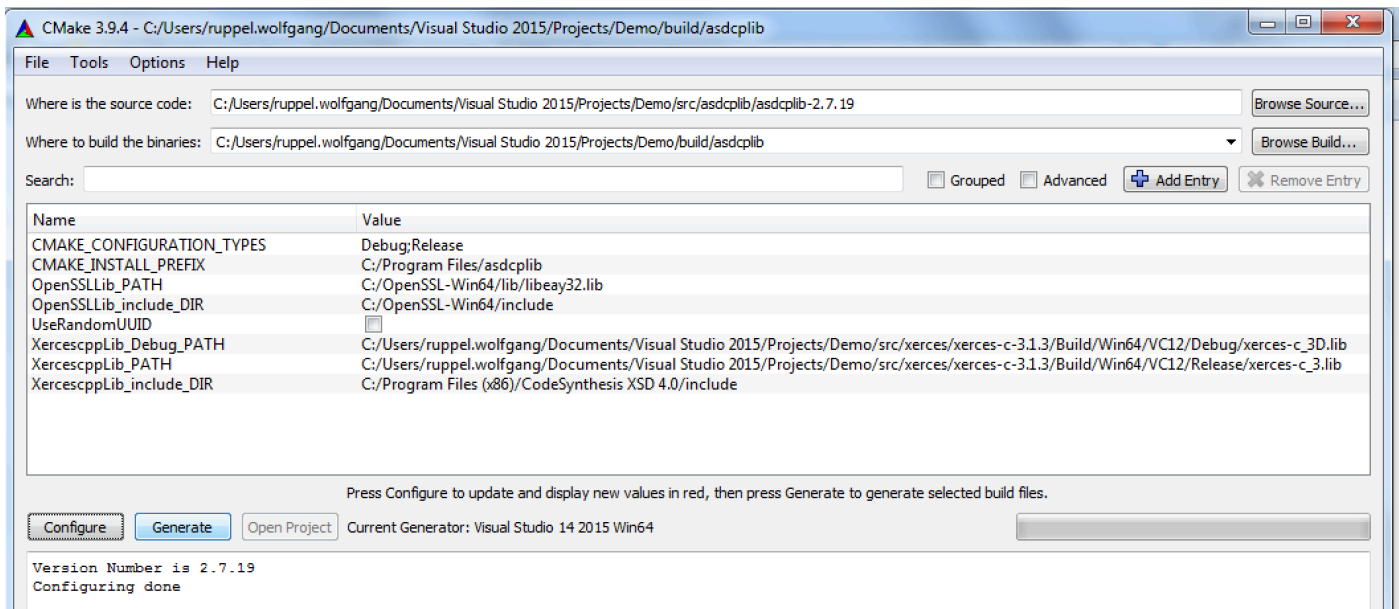 CMake 3.9.4 - C:/Users/ruppel.wolfgang/Documents/Visual Studio 2015/Projects/Demo/build/asdcplib
File Tools Options Help
Where is the source code: C:/Users/ruppel.wolfgang/Documents/Visual Studio 2015/Projects/Demo/src/asdcplib/asdcplib-2.7.19 Browse Source...
Where to build the binaries: C:/Users/ruppel.wolfgang/Documents/Visual Studio 2015/Projects/Demo/build/asdcplib Browse Build...
Search: Grouped Advanced Add Entry Remove Entry
Name Value
CMAKE_CONFIGURATION_TYPES Debug;Release
CMAKE_INSTALL_PREFIX C:/Program Files/asdcplib
OpenSSLLib_PATH C:/OpenSSL-Win64/lib/libeay32.lib
OpenSSLLib_include_DIR C:/OpenSSL-Win64/include
UseRandomUUID
XercescppLib_Debug_PATH C:/Users/ruppel.wolfgang/Documents/Visual Studio 2015/Projects/Demo/src/xerces/xerces-c-3.1.3/Build/Win64/VC12/Debug/xerces-c_3D.lib
XercescppLib_PATH C:/Users/ruppel.wolfgang/Documents/Visual Studio 2015/Projects/Demo/src/xerces/xerces-c-3.1.3/Build/Win64/VC12/Release/xerces-c_3.lib
XercescppLib_include_DIR C:/Program Files (x86)/CodeSynthesis XSD 4.0/include
Press Configure to update and display new values in red, then press Generate to generate selected build files.
Configure Generate Open Project Current Generator: Visual Studio 14 2015 Win64
Version Number is 2.7.19
Configuring done